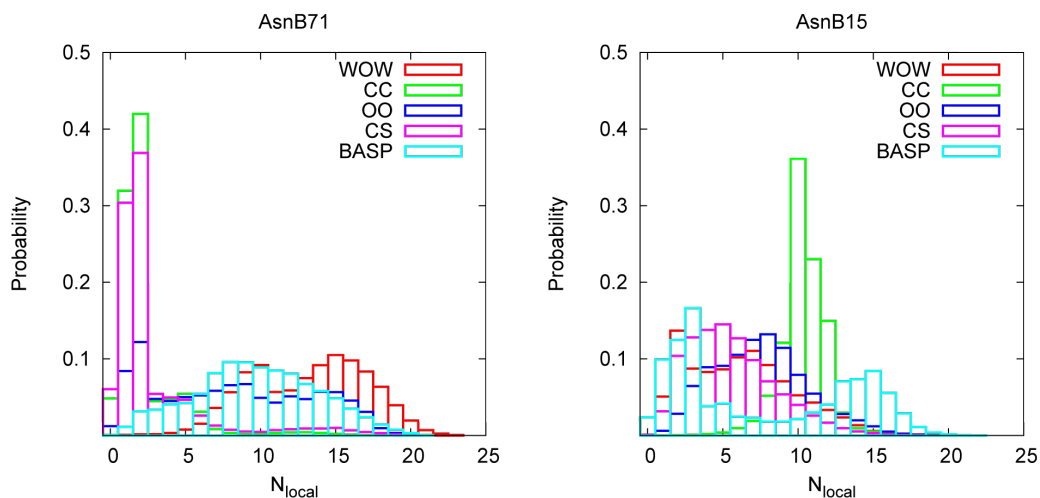 AsnB71
0.5
0.4
0.3
0.2
0.1
Probability
WOW
CC
OO
CS
BASP
0 5 10 15 20 25
N_local
AsnB15
0.5
0.4
0.3
0.2
0.1
Probability
WOW
CC
OO
CS
BASP
0 5 10 15 20 25
N_local